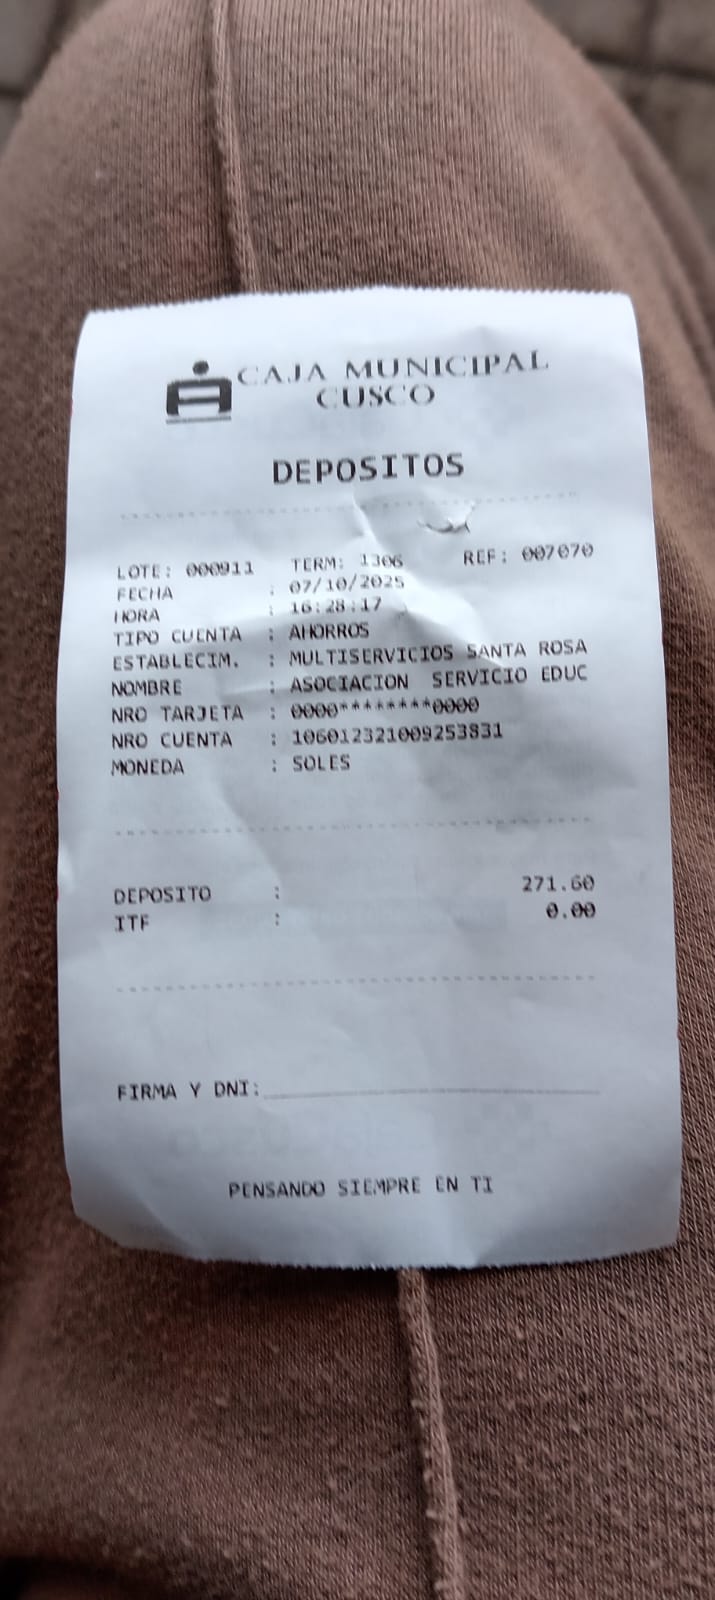 CAJA MUNICIPAL
CUSCO
DEPOSITOS
LOTE: 000911 TERM: 1306 REF: 007070
FECHA : 07/10/2025
HORA : 16:28:17
TIPO CUENTA : AHORROS
ESTABLECIM. : MULTISERVICIOS SANTA ROSA
NOMBRE : ASOCIACION SERVICIO EDUC
NRO TARJETA : 0000********0000
NRO CUENTA : 106012321009253831
MONEDA : SOLES
DEPOSITO : 271.60
ITF : 0.00
FIRMA Y DNI:
PENSANDO SIEMPRE EN TI